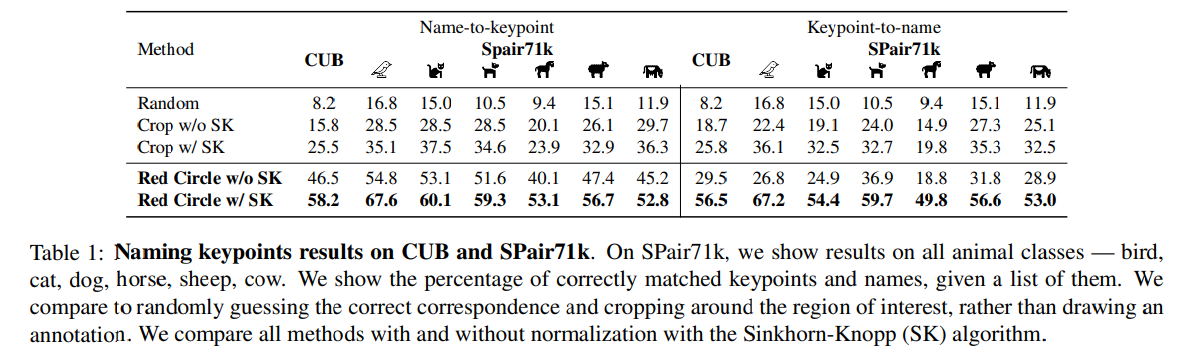 Name-to-keypoint Keypoint-to-name
Method CUB Spair71k CUB SPair71k
Random 8.2 16.8 15.0 10.5 9.4 15.1 11.9 8.2 16.8 15.0 10.5 9.4 15.1 11.9
Crop w/o SK 15.8 28.5 28.5 28.5 20.1 26.1 29.7 18.7 22.4 19.1 24.0 14.9 27.3 25.1
Crop w/ SK 25.5 35.1 37.5 34.6 23.9 32.9 36.3 25.8 36.1 32.5 32.7 19.8 35.3 32.5
Red Circle w/o SK 46.5 54.8 53.1 51.6 40.1 47.4 45.2 29.5 26.8 24.9 36.9 18.8 31.8 28.9
Red Circle w/ SK 58.2 67.6 60.1 59.3 53.1 56.7 52.8 56.5 67.2 54.4 59.7 49.8 56.6 53.0
Table 1: Naming keypoints results on CUB and SPair71k. On SPair71k, we show results on all animal classes — bird,
cat, dog, horse, sheep, cow. We show the percentage of correctly matched keypoints and names, given a list of them. We
compare to randomly guessing the correct correspondence and cropping around the region of interest, rather than drawing an
annotation. We compare all methods with and without normalization with the Sinkhorn-Knopp (SK) algorithm.